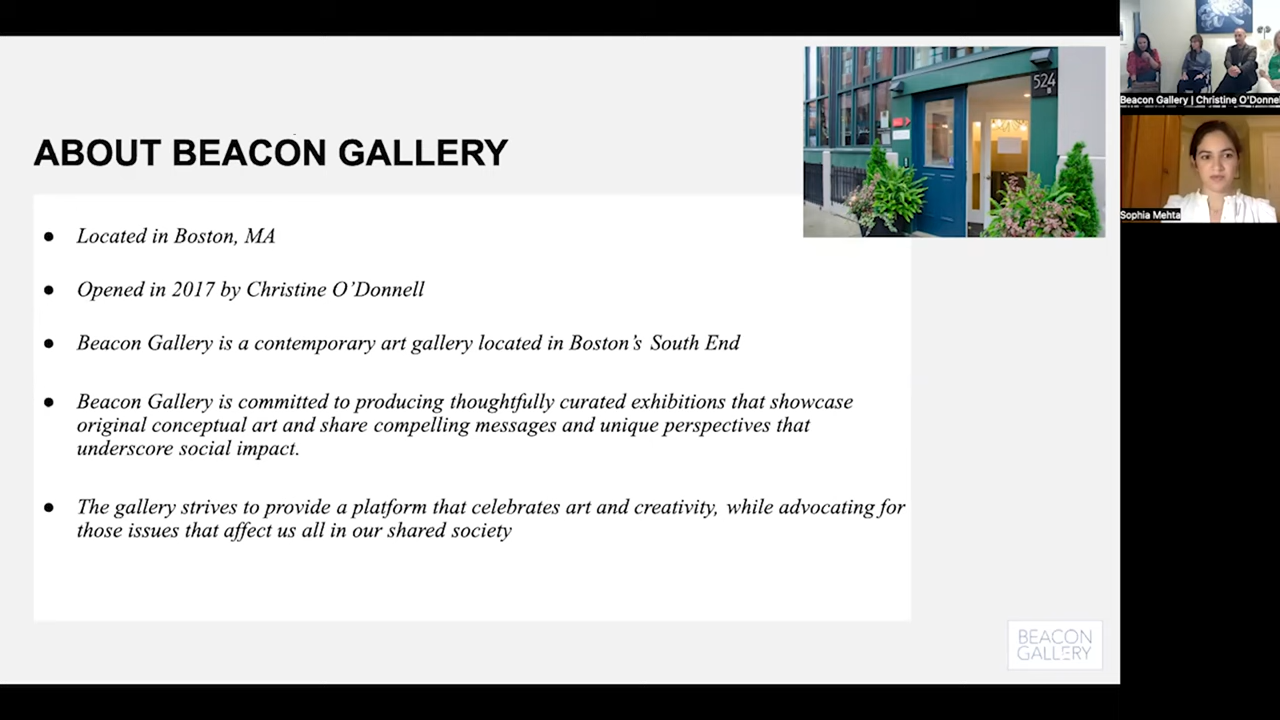 ABOUT BEACON GALLERY
● Located in Boston, MA
● Opened in 2017 by Christine O’Donnell
● Beacon Gallery is a contemporary art gallery located in Boston’s South End
● Beacon Gallery is committed to producing thoughtfully curated exhibitions that showcase
original conceptual art and share compelling messages and unique perspectives that
underscore social impact.
● The gallery strives to provide a platform that celebrates art and creativity, while advocating for
those issues that affect us all in our shared society
524
BEACON
GALLERY
Beacon Gallery | Christine O'Donnel
Sophia Mehta